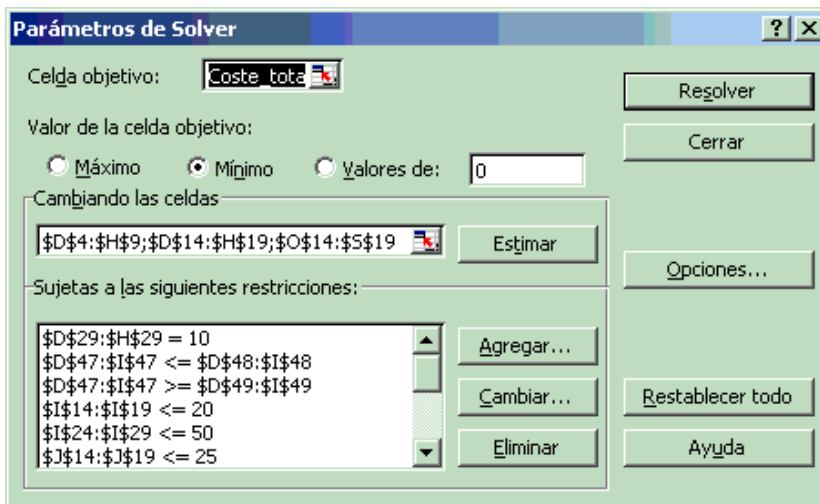 Parámetros de Solver
Celda objetivo: Coste_tota
Resolver
Valor de la celda objetivo:
Cerrar
Máximo Mínimo Valores de: 0
Cambiando las celdas
$D$4:$H$9;$D$14:$H$19;$O$14:$S$19 Estimar
Opciones...
Sujetas a las siguientes restricciones:
$D$29:$H$29 = 10
Agregar...
$D$47:$I$47 <= $D$48:$I$48
$D$47:$I$47 >= $D$49:$I$49
Cambiar... Restablecer todo
$I$14:$I$19 <= 20
$I$24:$I$29 <= 50
Eliminar Ayuda
$J$14:$J$19 <= 25